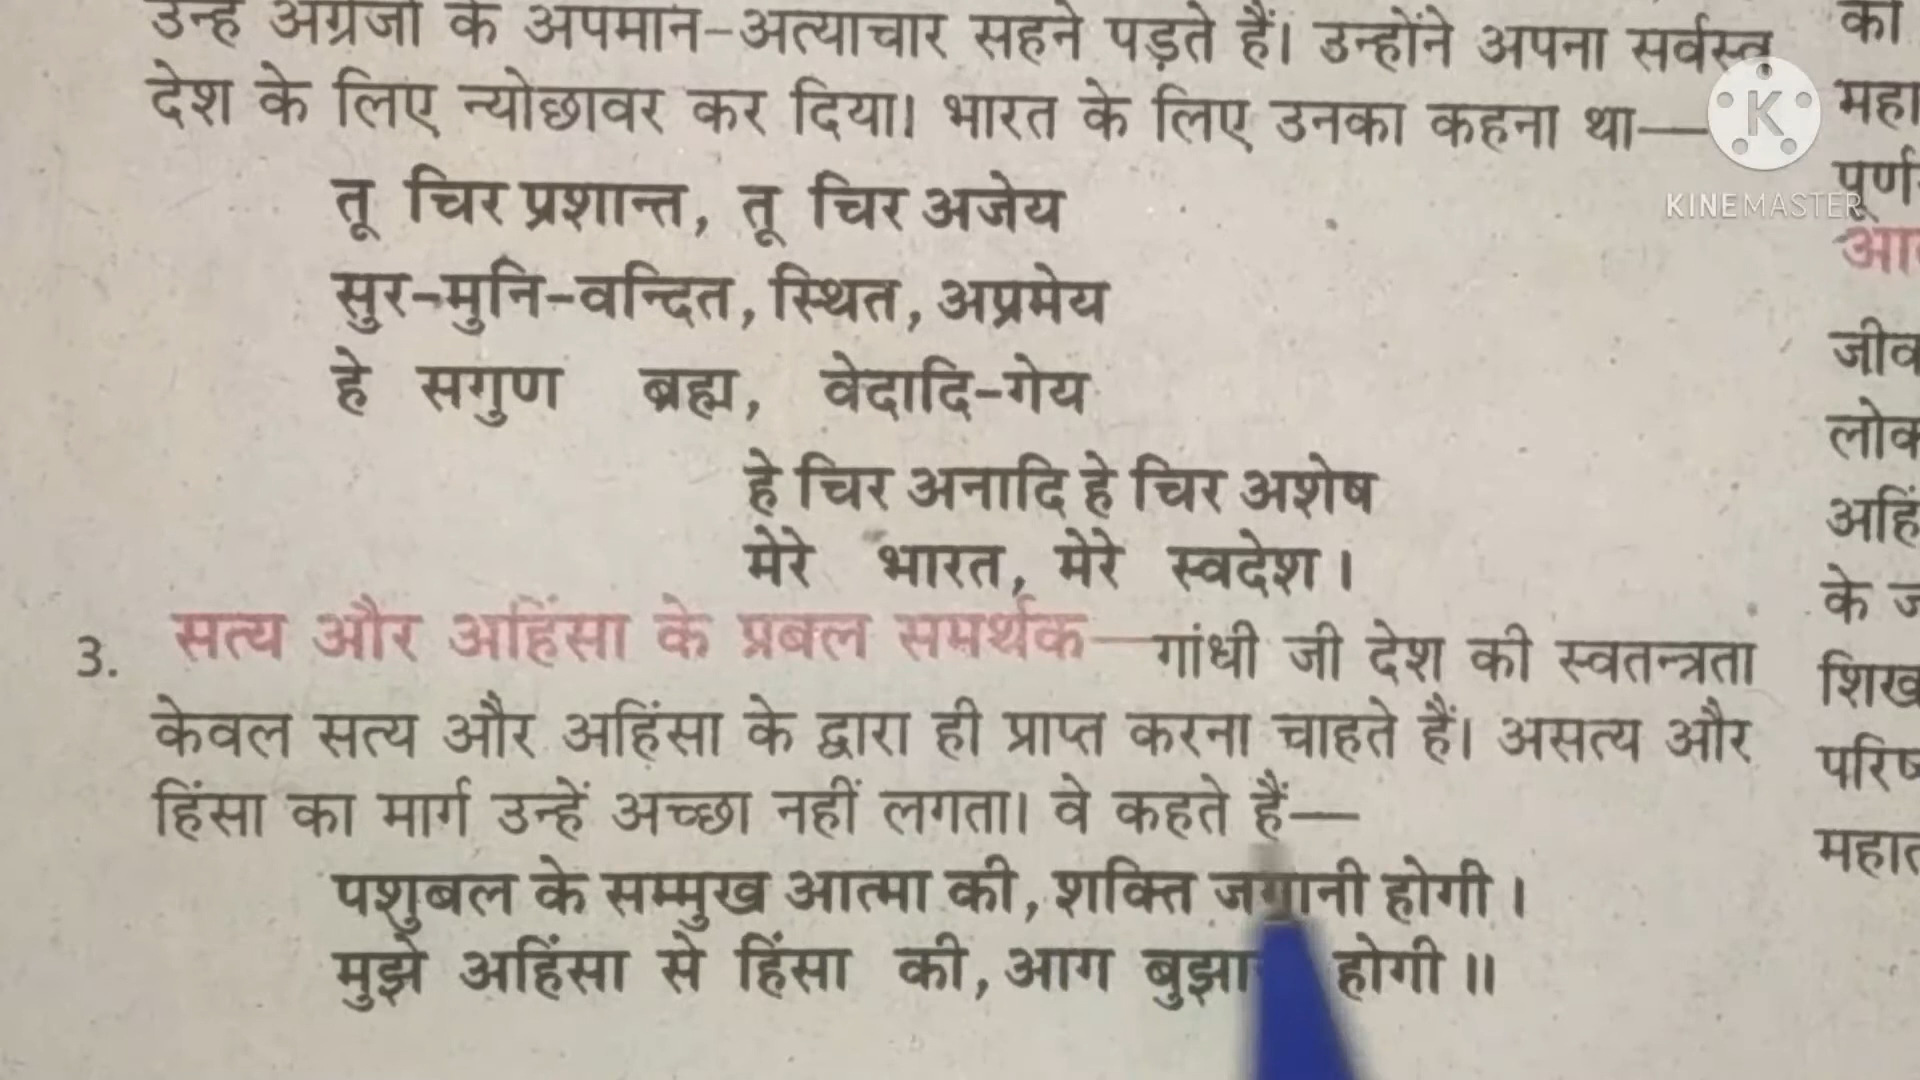 उन्हें अंग्रेजों के अपमान-अत्याचार सहने पड़ते हैं। उन्होंने अपना सर्वस्व
देश के लिए न्योछावर कर दिया। भारत के लिए उनका कहना था—
तू चिर प्रशान्त, तू चिर अजेय
सुर-मुनि-वन्दित, स्थित, अप्रमेय
हे सगुण ब्रह्म, वेदादि-गेय
हे चिर अनादि हे चिर अशेष
मेरे भारत, मेरे स्वदेश।
3. सत्य और अहिंसा के प्रबल समर्थक—गांधी जी देश की स्वतन्त्रता
केवल सत्य और अहिंसा के द्वारा ही प्राप्त करना चाहते हैं। असत्य और
हिंसा का मार्ग उन्हें अच्छा नहीं लगता। वे कहते हैं—
पशुबल के सम्मुख आत्मा की, शक्ति जगानी होगी।
मुझे अहिंसा से हिंसा की, आग होगी॥
K
KINEMASTER
को
महा
पूर्ण
जीव
लोक
अहिं
के
शिख
परिष
महात